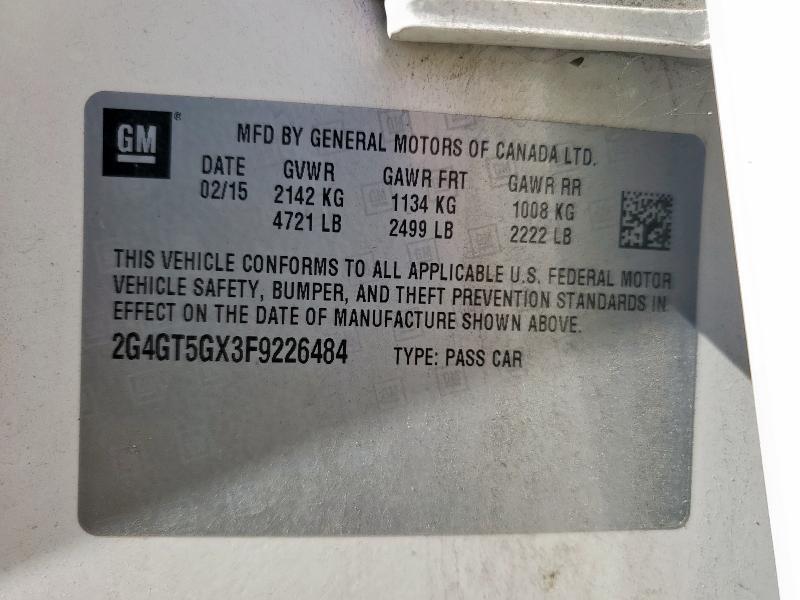 GM®
MFD BY GENERAL MOTORS OF CANADA LTD.
DATE GVWR GAWR FRT GAWR RR
02/15 2142 KG 1134 KG 1008 KG
4721 LB 2499 LB 2222 LB
THIS VEHICLE CONFORMS TO ALL APPLICABLE U.S. FEDERAL MOTOR
VEHICLE SAFETY, BUMPER, AND THEFT PREVENTION STANDARDS IN
EFFECT ON THE DATE OF MANUFACTURE SHOWN ABOVE.
2G4GT5GX3F9226484 TYPE: PASS CAR